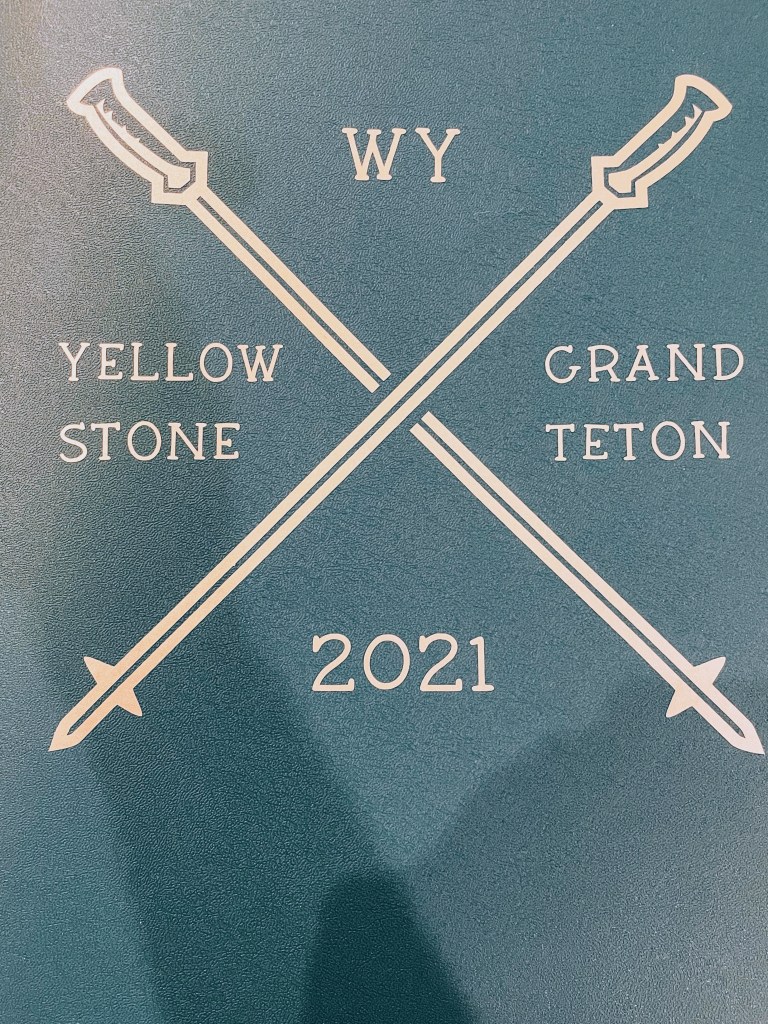 WY
YELLOW
STONE
GRAND
TETON
2021